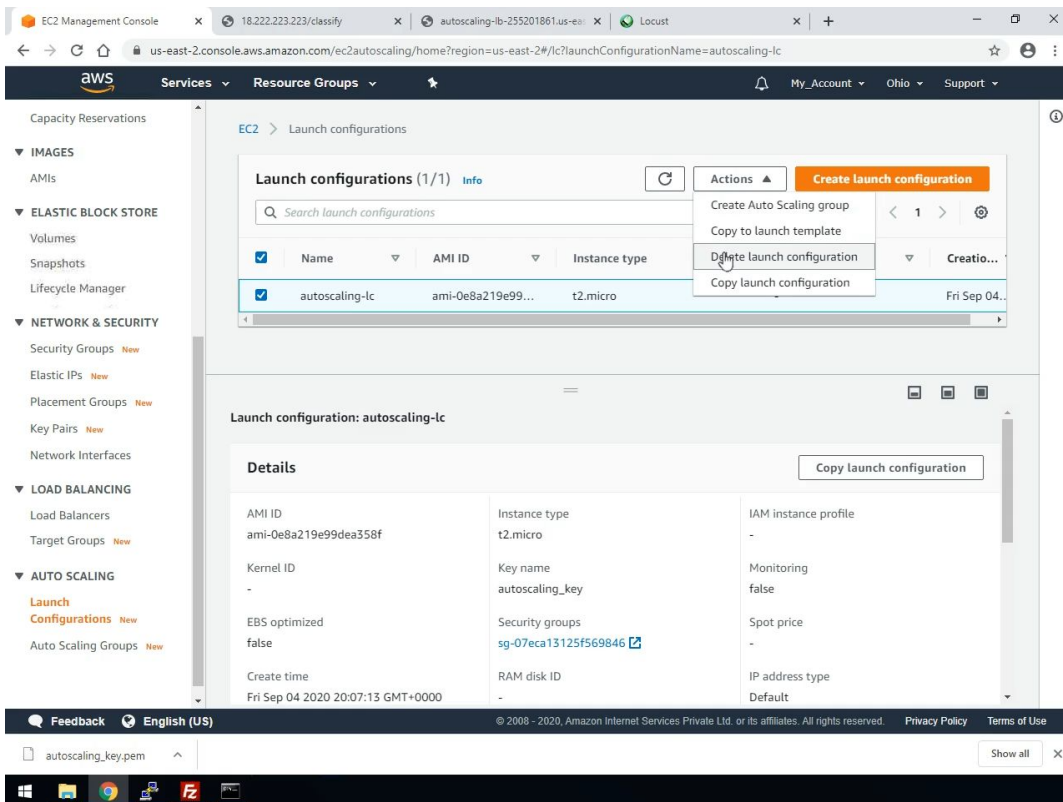 EC2 Management Console
18.222.223.223/classify
autoscaling-lb-255201861.us-eas
Locust
us-east-2.console.aws.amazon.com/ec2autoscaling/home?region=us-east-2#/lc?launchConfigurationName=autoscaling-lc
aws Services Resource Groups My_Account Ohio Support
Capacity Reservations
IMAGES
AMIs
ELASTIC BLOCK STORE
Volumes
Snapshots
Lifecycle Manager
NETWORK & SECURITY
Security Groups New
Elastic IPs New
Placement Groups New
Key Pairs New
Network Interfaces
LOAD BALANCING
Load Balancers
Target Groups New
AUTO SCALING
Launch
Configurations New
Auto Scaling Groups New
EC2 > Launch configurations
Launch configurations (1/1) Info
Actions
Create launch configuration
Search launch configurations
1
Create Auto Scaling group
Copy to launch template
Delete launch configuration
Copy launch configuration
Name AMI ID Instance type Creatio...
autoscaling-lc ami-0e8a219e99... t2.micro - Fri Sep 04...
Launch configuration: autoscaling-lc
Details
Copy launch configuration
AMI ID
ami-0e8a219e99dea358f
Instance type
t2.micro
IAM instance profile
-
Kernel ID
-
Key name
autoscaling_key
Monitoring
false
EBS optimized
false
Security groups
sg-07eca13125f569846
Spot price
-
Create time
Fri Sep 04 2020 20:07:13 GMT+0000
RAM disk ID
-
IP address type
Default
Feedback English (US)
© 2008 - 2020, Amazon Internet Services Private Ltd. or its affiliates. All rights reserved. Privacy Policy Terms of Use
autoscaling_key.pem
Show all